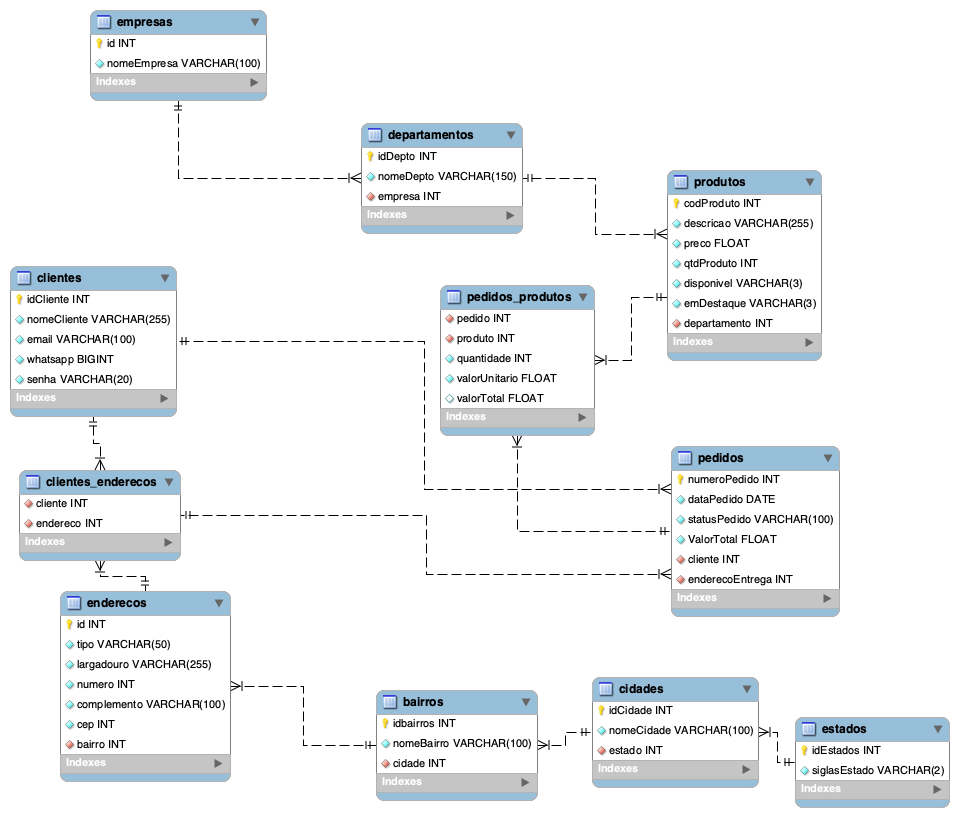 empresas
id INT
nomeEmpresa VARCHAR(100)
Indexes
departamentos
idDepto INT
nomeDepto VARCHAR(150)
empresa INT
Indexes
produtos
codProduto INT
descricao VARCHAR(255)
preco FLOAT
qtdProduto INT
disponivel VARCHAR(3)
emDestaque VARCHAR(3)
departamento INT
Indexes
clientes
idCliente INT
nomeCliente VARCHAR(255)
email VARCHAR(100)
whatsapp BIGINT
senha VARCHAR(20)
Indexes
pedidos_produtos
pedido INT
produto INT
quantidade INT
valorUnitario FLOAT
valorTotal FLOAT
Indexes
pedidos
numeroPedido INT
dataPedido DATE
statusPedido VARCHAR(100)
ValorTotal FLOAT
cliente INT
enderecoEntrega INT
Indexes
clientes_enderecos
cliente INT
endereco INT
Indexes
enderecos
id INT
tipo VARCHAR(50)
largadouro VARCHAR(255)
numero INT
complemento VARCHAR(100)
cep INT
bairro INT
Indexes
bairros
idbairros INT
nomeBairro VARCHAR(100)
cidade INT
Indexes
cidades
idCidade INT
nomeCidade VARCHAR(100)
estado INT
Indexes
estados
idEstados INT
siglasEstado VARCHAR(2)
Indexes